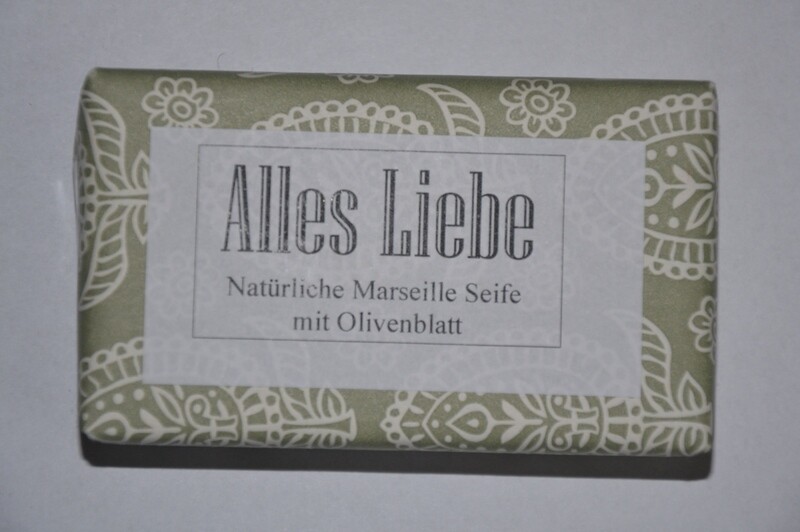 Alles Liebe
Natürliche Marseille Seife
mit Olivenblatt